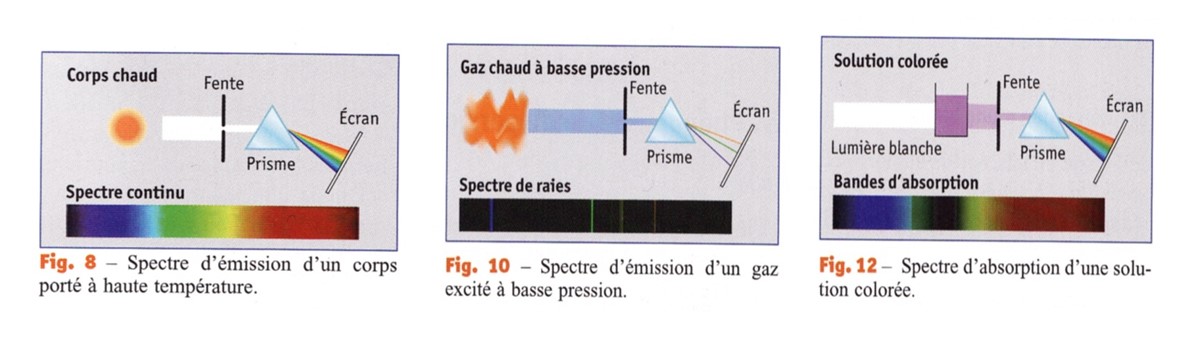 Corps chaud
Fente
Écran
Prisme
Spectre continu
Fig. 8 – Spectre d'émission d'un corps
porté à haute température.
Gaz chaud à basse pression
Fente
Écran
Prisme
Spectre de raies
Fig. 10 – Spectre d'émission d'un gaz
excité à basse pression.
Solution colorée
Fente
Écran
Lumière blanche
Prisme
Bandes d'absorption
Fig. 12 – Spectre d'absorption d'une solu-
tion colorée.